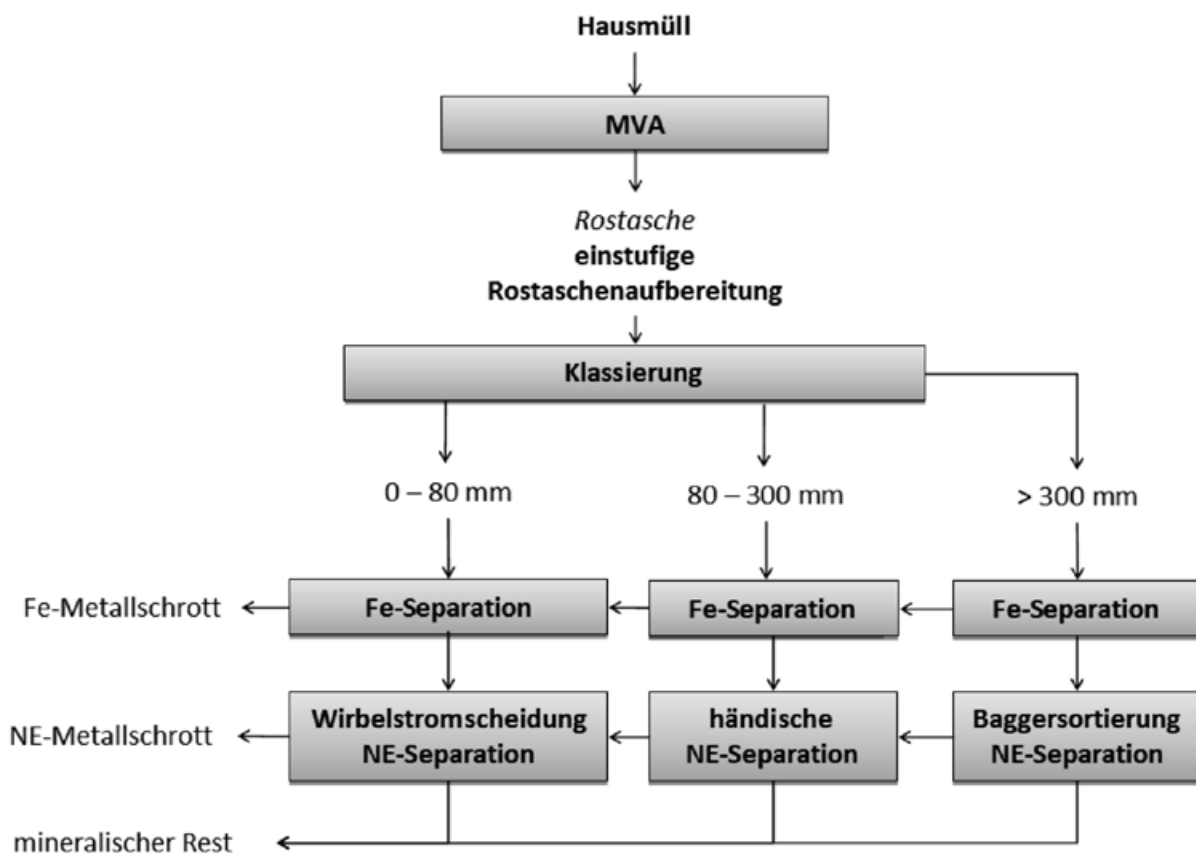 Hausmüll
MVA
Rostasche
einstufige
Rostaschenaufbereitung
Klassierung
0 – 80 mm
80 – 300 mm
> 300 mm
Fe-Metallschrott
Fe-Separation
Fe-Separation
Fe-Separation
NE-Metallschrott
Wirbelstromscheidung
NE-Separation
händische
NE-Separation
Baggersortierung
NE-Separation
mineralischer Rest